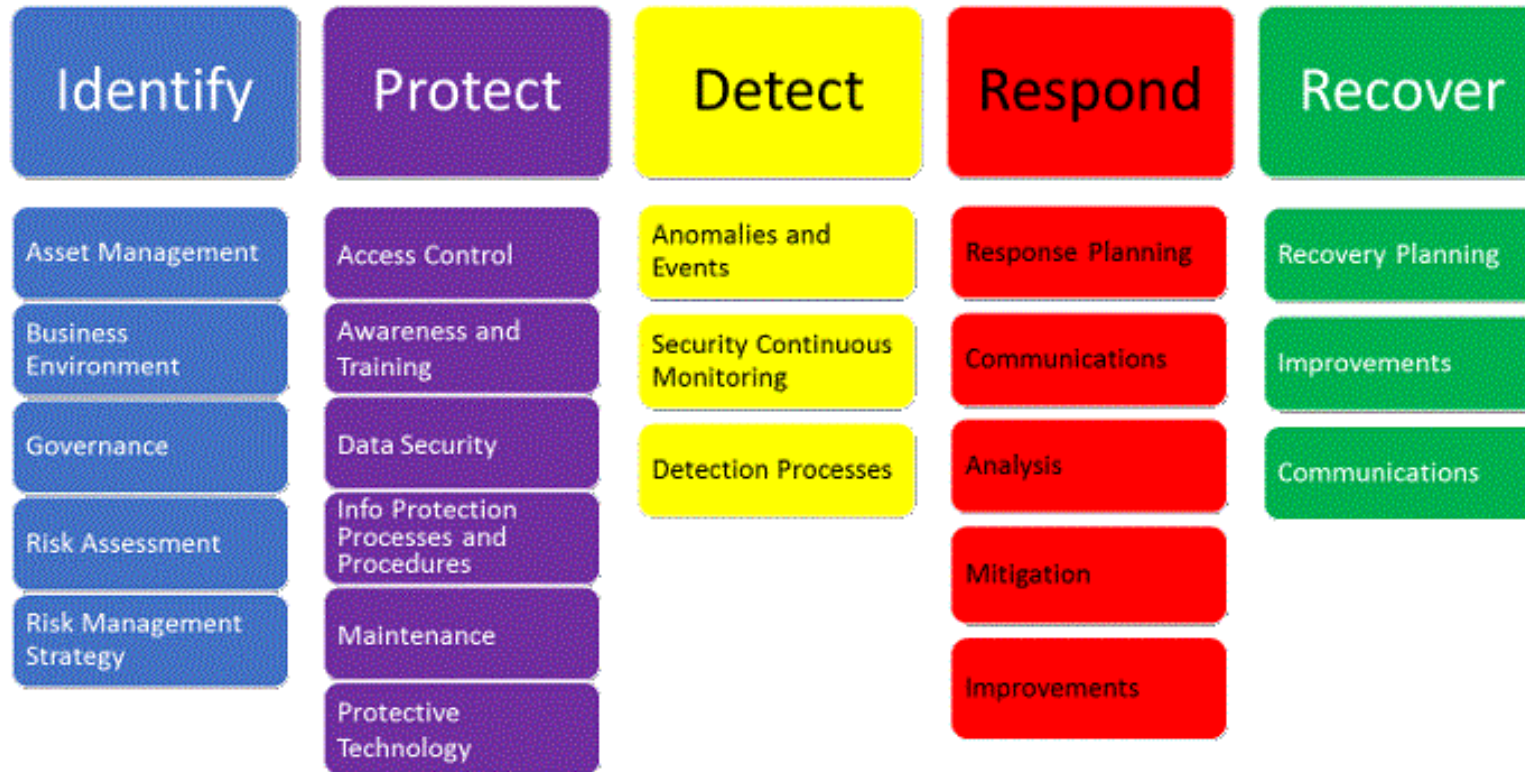 Identify
Protect
Detect
Respond
Recover
Asset Management
Business
Environment
Governance
Risk Assessment
Risk Management
Strategy
Access Control
Awareness and
Training
Data Security
Info Protection
Processes and
Procedures
Maintenance
Protective
Technology
Anomalies and
Events
Security Continuous
Monitoring
Detection Processes
Response Planning
Communications
Analysis
Mitigation
Improvements
Recovery Planning
Improvements
Communications